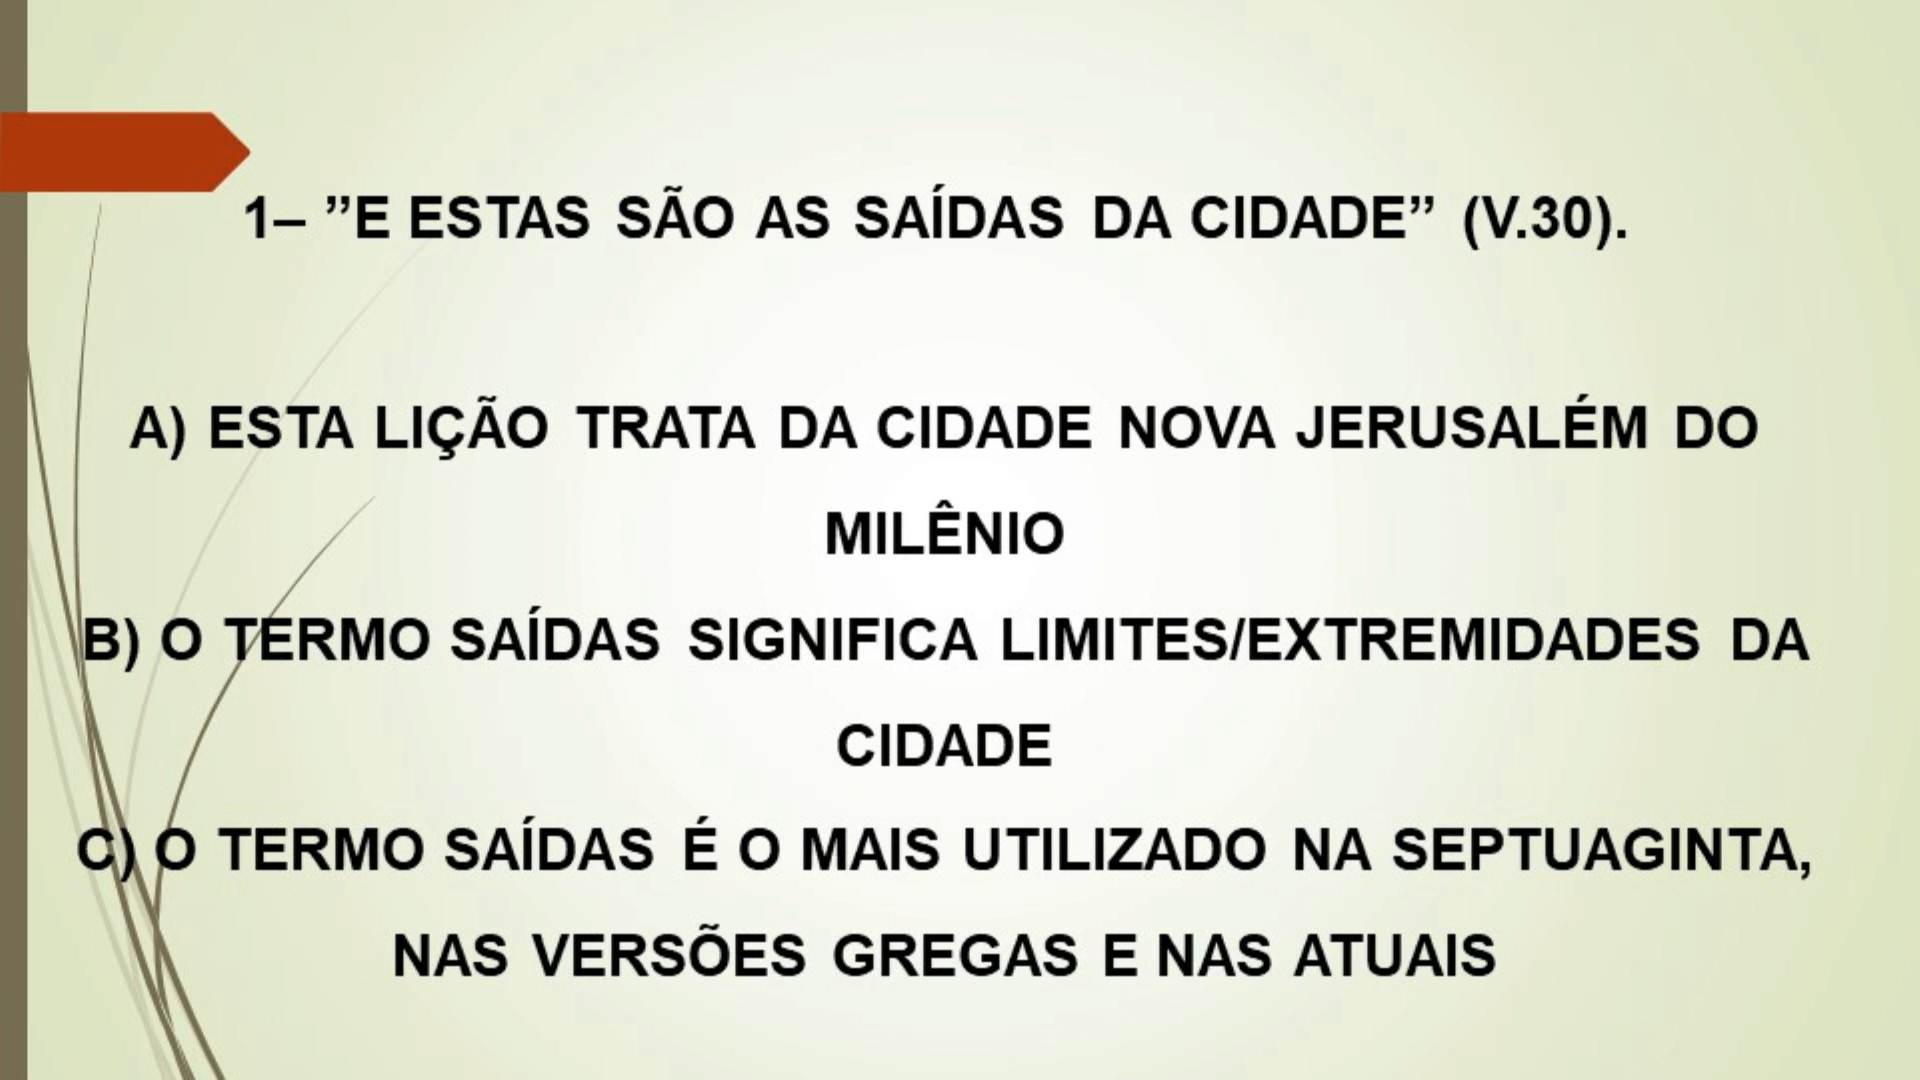 1– ”E ESTAS SÃO AS SAÍDAS DA CIDADE” (V.30).
A) ESTA LIÇÃO TRATA DA CIDADE NOVA JERUSALÉM DO
MILÊNIO
B) O TERMO SAÍDAS SIGNIFICA LIMITES/EXTREMIDADES DA
CIDADE
C) O TERMO SAÍDAS É O MAIS UTILIZADO NA SEPTUAGINTA,
NAS VERSÕES GREGAS E NAS ATUAIS